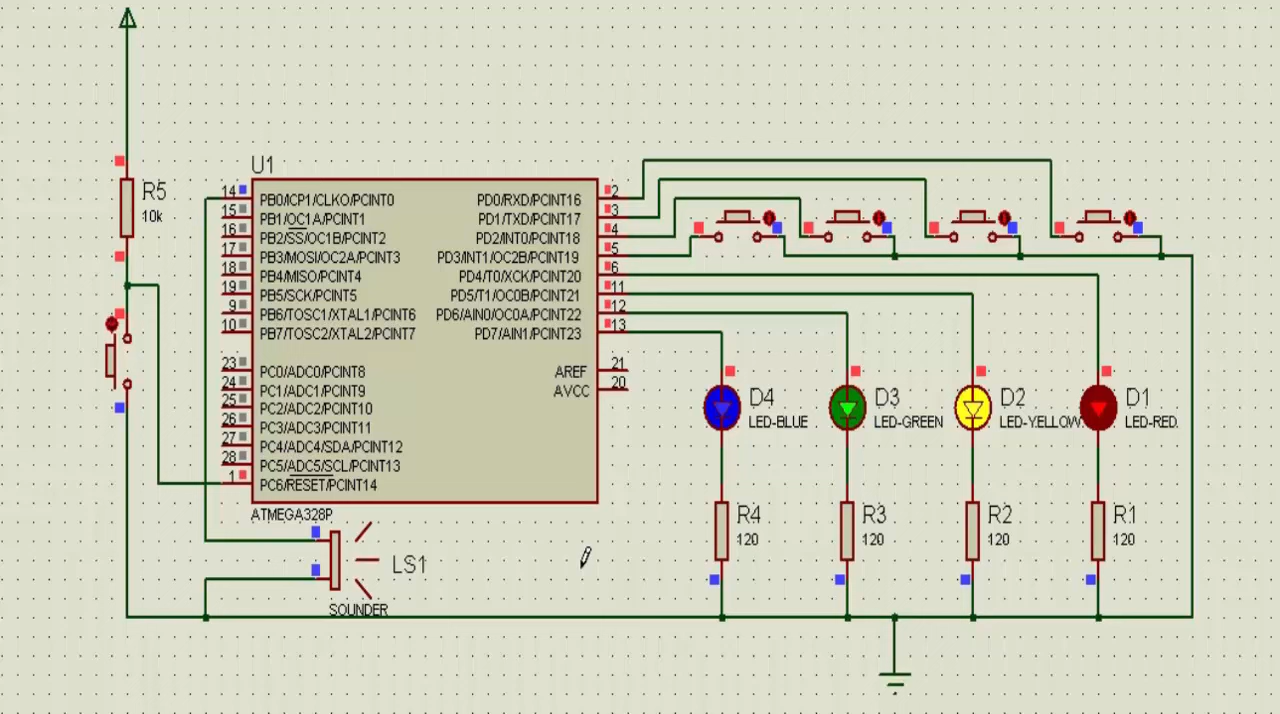 U1
R5
10k
14 PB0/ICP1/CLKO/PCINT0 PD0/RXD/PCINT16 2
15 PB1/OC1A/PCINT1 PD1/TXD/PCINT17 3
16 PB2/SS/OC1B/PCINT2 PD2/INT0/PCINT18 4
17 PB3/MOSI/OC2A/PCINT3 PD3/INT1/OC2B/PCINT19 5
18 PB4/MISO/PCINT4 PD4/T0/XCK/PCINT20 6
19 PB5/SCK/PCINT5 PD5/T1/OC0B/PCINT21 11
9 PB6/TOSC1/XTAL1/PCINT6 PD6/AIN0/OC0A/PCINT22 12
10 PB7/TOSC2/XTAL2/PCINT7 PD7/AIN1/PCINT23 13
23 PC0/ADC0/PCINT8 AREF 21
24 PC1/ADC1/PCINT9 AVCC 20
25 PC2/ADC2/PCINT10
26 PC3/ADC3/PCINT11
27 PC4/ADC4/SDA/PCINT12
28 PC5/ADC5/SCL/PCINT13
1 PC6/RESET/PCINT14
ATMEGA328P
D4 D3 D2 D1
LED-BLUE LED-GREEN LED-YELLOW LED-RED
R4 R3 R2 R1
120 120 120 120
LS1
SOUNDER